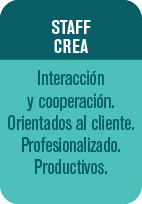 STAFF
CREA
Interacción
y cooperación.
Orientados al cliente.
Profesionalizado.
Productivos.